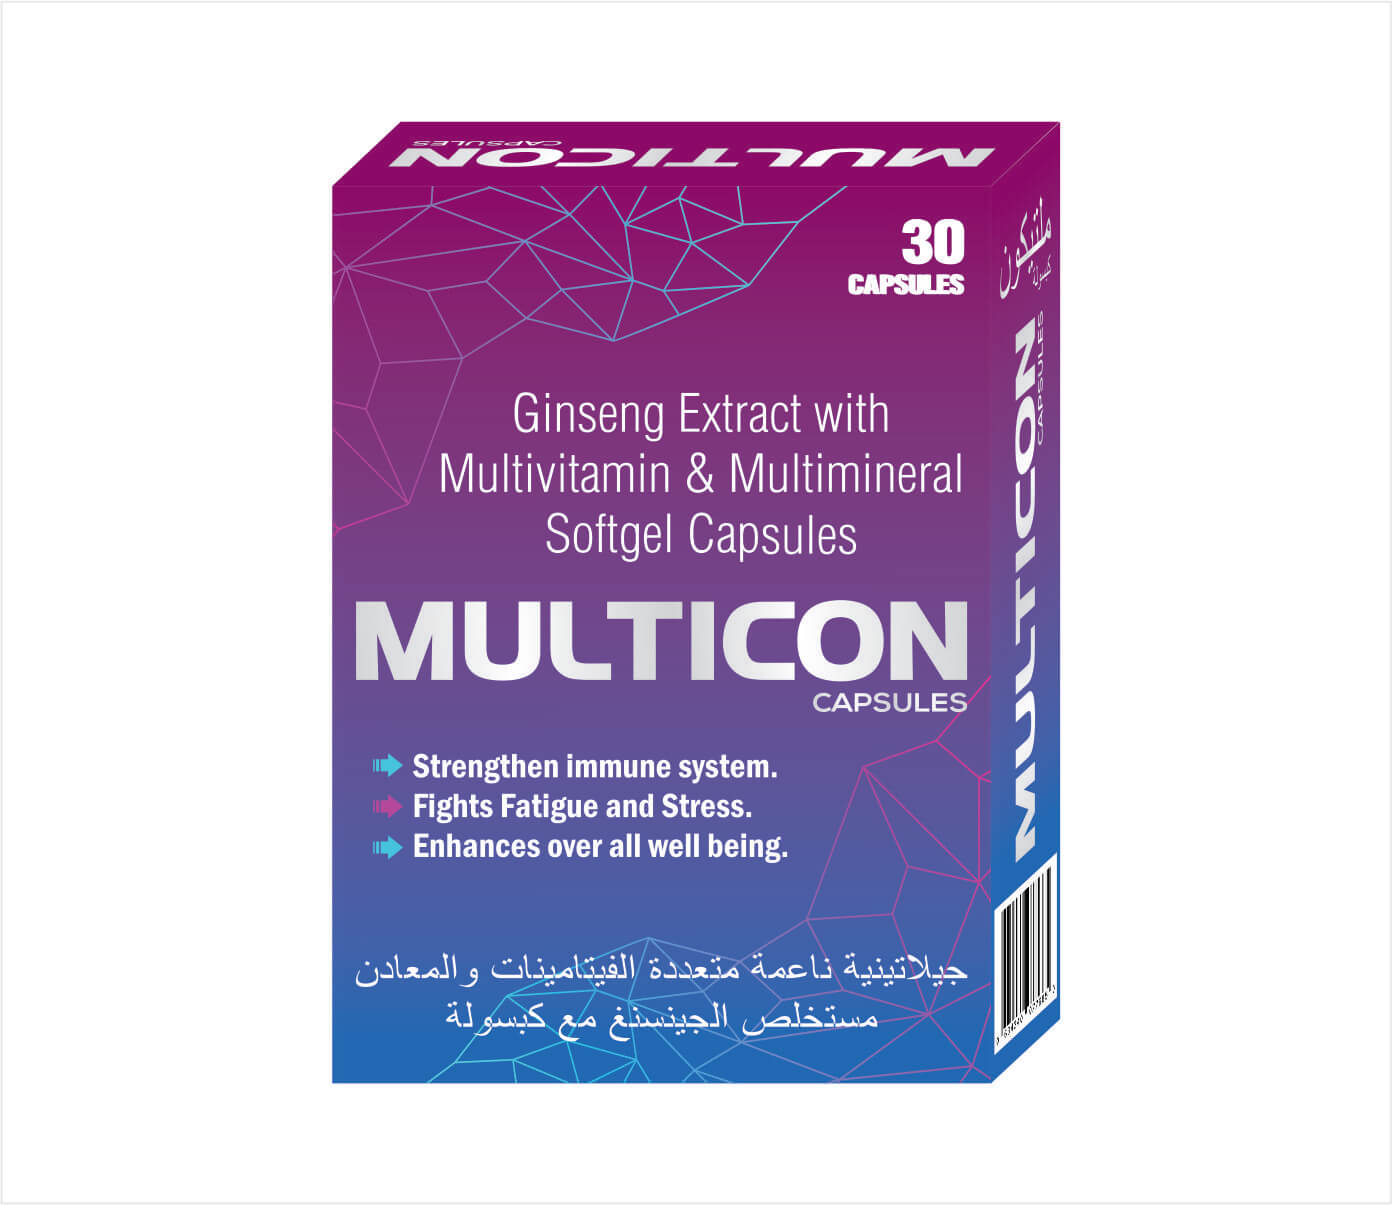 MULTICON
CAPSULES
30
CAPSULES
Ginseng Extract with
Multivitamin & Multimineral
Softgel Capsules
MULTICON
CAPSULES
Strengthen immune system.
Fights Fatigue and Stress.
Enhances over all well being.
جيلاتينية ناعمة متعددة الفيتامينات والمعادن
مستخلص الجينسنغ مع كبسولة
ملتيكون
كبسولة
MULTICON
CAPSULES